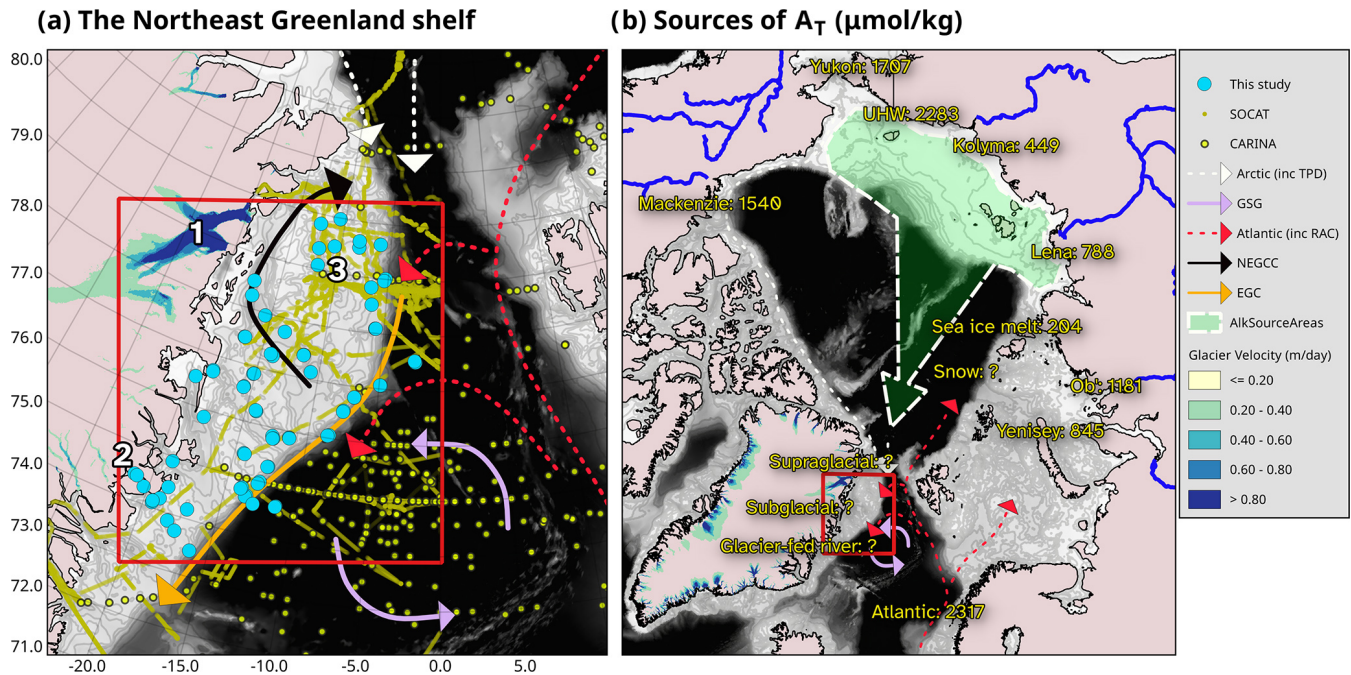 (a) The Northeast Greenland shelf
80.0
79.0
78.0
77.0
76.0
75.0
74.0
73.0
72.0
71.0
-20.0
-15.0
-10.0
-5.0
0.0
5.0
1
2
3
(b) Sources of AT (μmol/kg)
Yukon: 1707
UHW: 2283
Kolyma: 449
Mackenzie: 1540
Lena: 788
Sea ice melt: 204
Snow: ?
Ob': 1181
Yenisey: 845
Supraglacial: ?
Subglacial: ?
Glacier-fed river: ?
Atlantic: 2317
This study
SOCAT
CARINA
Arctic (inc TPD)
GSG
Atlantic (inc RAC)
NEGCC
EGC
AlkSourceAreas
Glacier Velocity (m/day)
<= 0.20
0.20 - 0.40
0.40 - 0.60
0.60 - 0.80
> 0.80